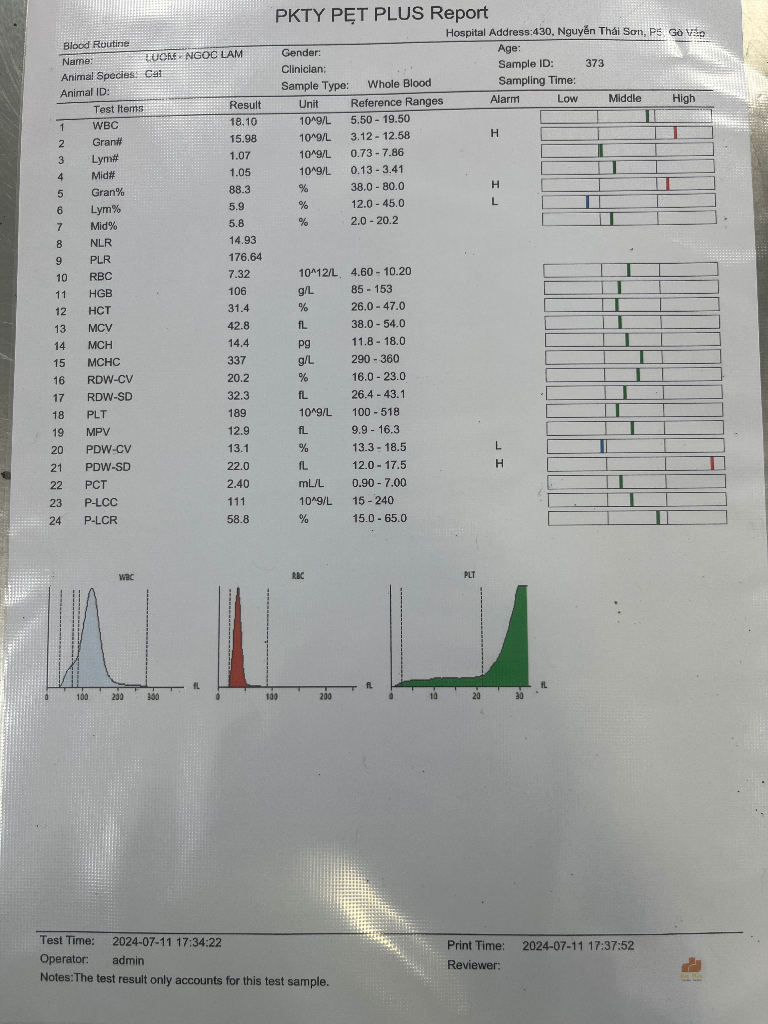 PKTY PẸT PLUS Report
Hospital Address:430, Nguyễn Thái Sơn, P5, Gò Vấp
Blood Routine
Name: LUOM - NGOC LAM Gender: Age:
Animal Species: Cat Clinician: Sample ID: 373
Animal ID: Sample Type: Whole Blood Sampling Time:
Test Items Result Unit Reference Ranges Alarm Low Middle High
1 WBC 18.10 10^9/L 5.50 - 19.50
2 Gran# 15.98 10^9/L 3.12 - 12.58 H
3 Lym# 1.07 10^9/L 0.73 - 7.86
4 Mid# 1.05 10^9/L 0.13 - 3.41
5 Gran% 88.3 % 38.0 - 80.0 H
6 Lym% 5.9 % 12.0 - 45.0 L
7 Mid% 5.8 % 2.0 - 20.2
8 NLR 14.93
9 PLR 176.64
10 RBC 7.32 10^12/L 4.60 - 10.20
11 HGB 106 g/L 85 - 153
12 HCT 31.4 % 26.0 - 47.0
13 MCV 42.8 fL 38.0 - 54.0
14 MCH 14.4 pg 11.8 - 18.0
15 MCHC 337 g/L 290 - 360
16 RDW-CV 20.2 % 16.0 - 23.0
17 RDW-SD 32.3 fL 26.4 - 43.1
18 PLT 189 10^9/L 100 - 518
19 MPV 12.9 fL 9.9 - 16.3
20 PDW-CV 13.1 % 13.3 - 18.5 L
21 PDW-SD 22.0 fL 12.0 - 17.5 H
22 PCT 2.40 mL/L 0.90 - 7.00
23 P-LCC 111 10^9/L 15 - 240
24 P-LCR 58.8 % 15.0 - 65.0
WBC RBC PLT
0 100 200 300 fL 0 100 200 fL 0 10 20 30 fL
Test Time: 2024-07-11 17:34:22 Print Time: 2024-07-11 17:37:52
Operator: admin Reviewer:
Notes:The test result only accounts for this test sample.